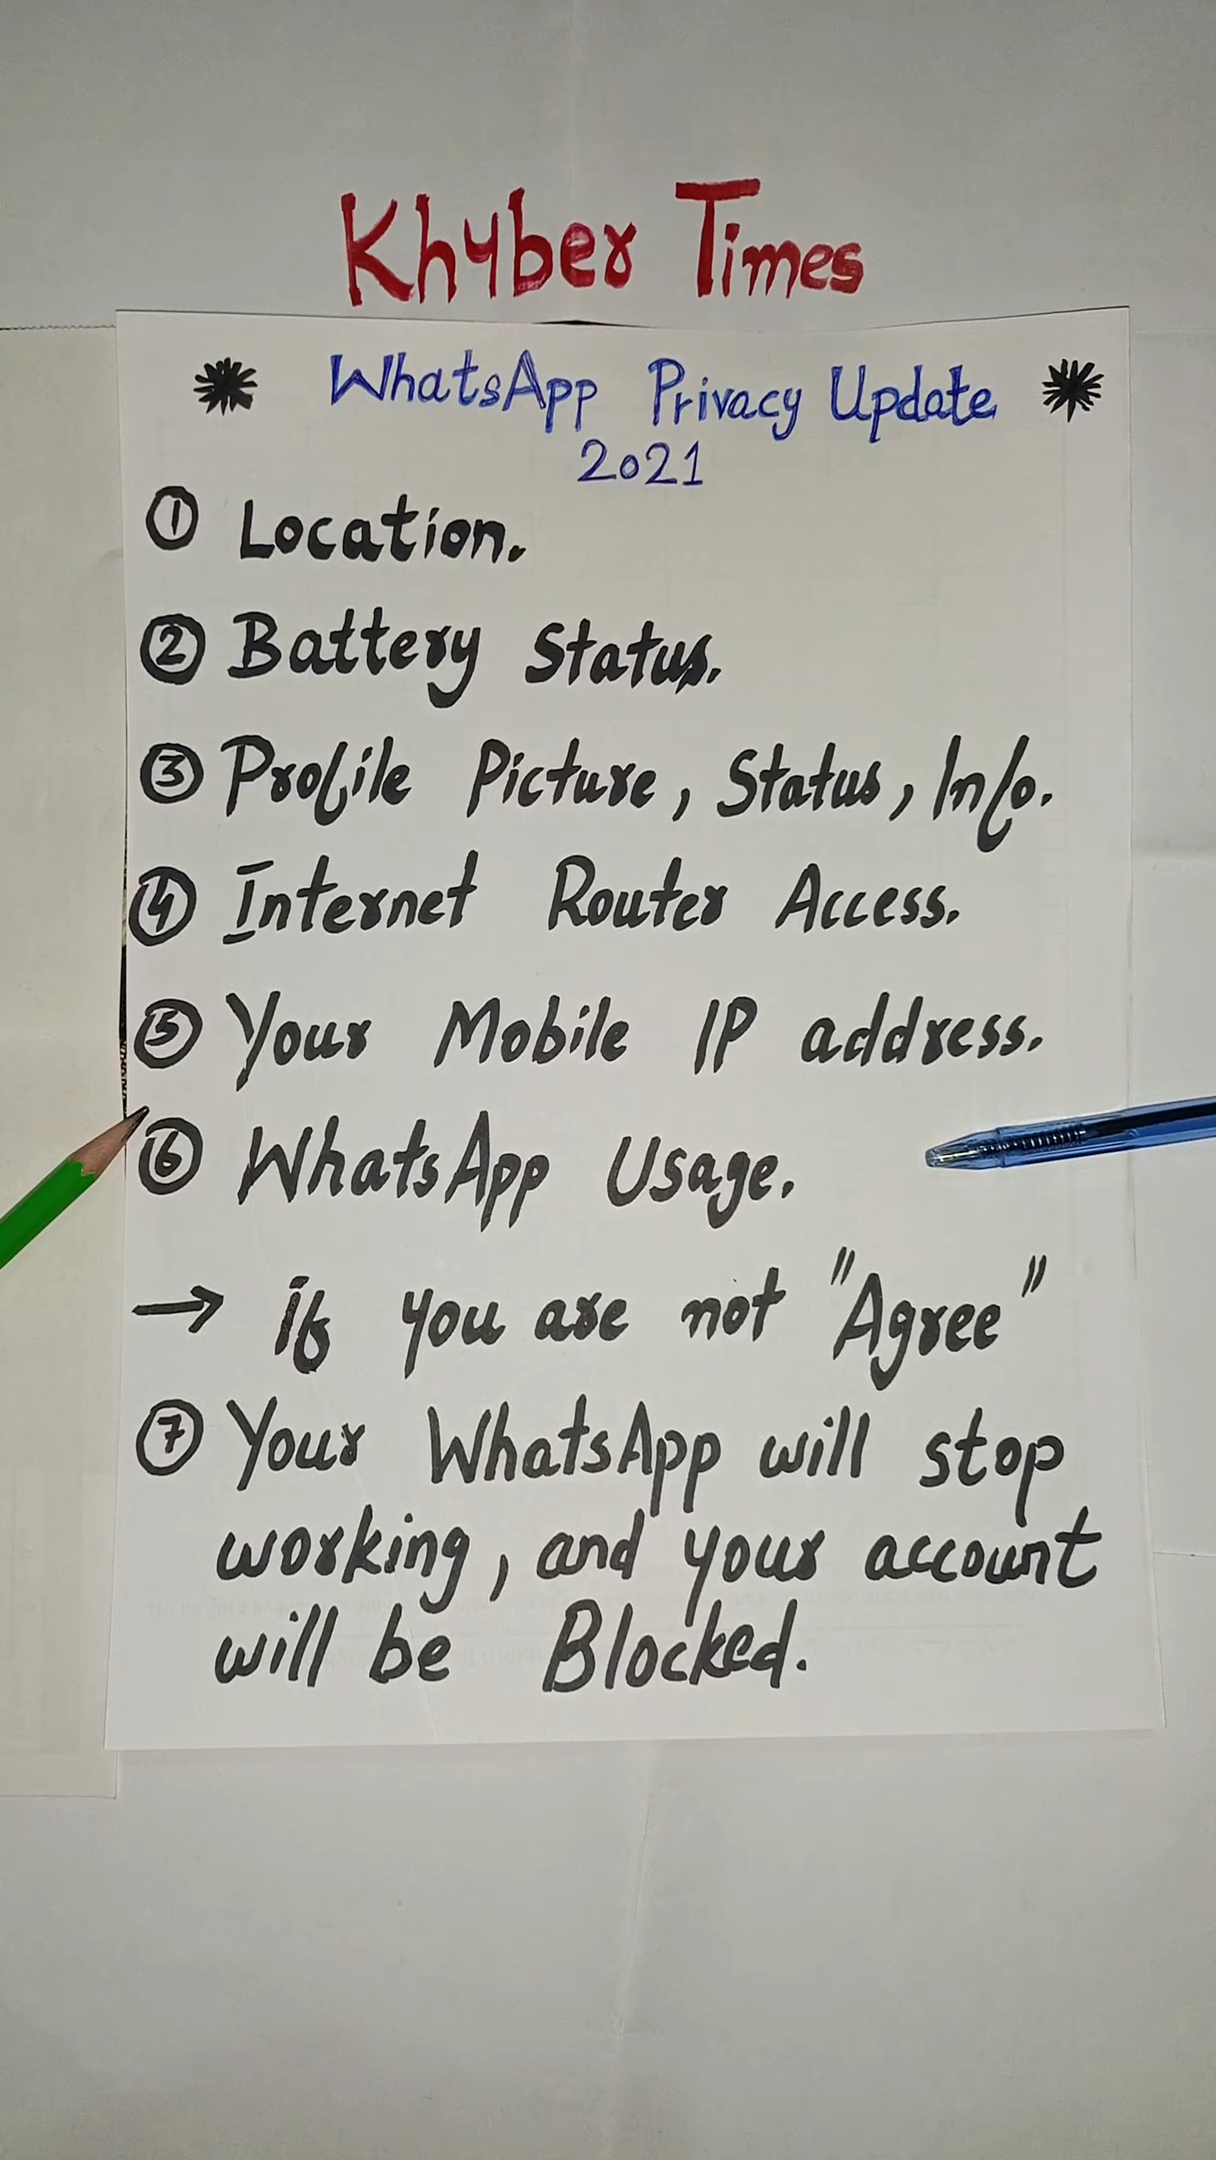 Khyber Times
WhatsApp Privacy Update
2021
① Location.
② Battery Status.
③ Profile Picture, Status, Info.
④ Internet Router Access.
⑤ Your Mobile IP address.
⑥ WhatsApp Usage.
→ if you are not "Agree"
⑦ Your WhatsApp will stop
working, and your account
will be Blocked.